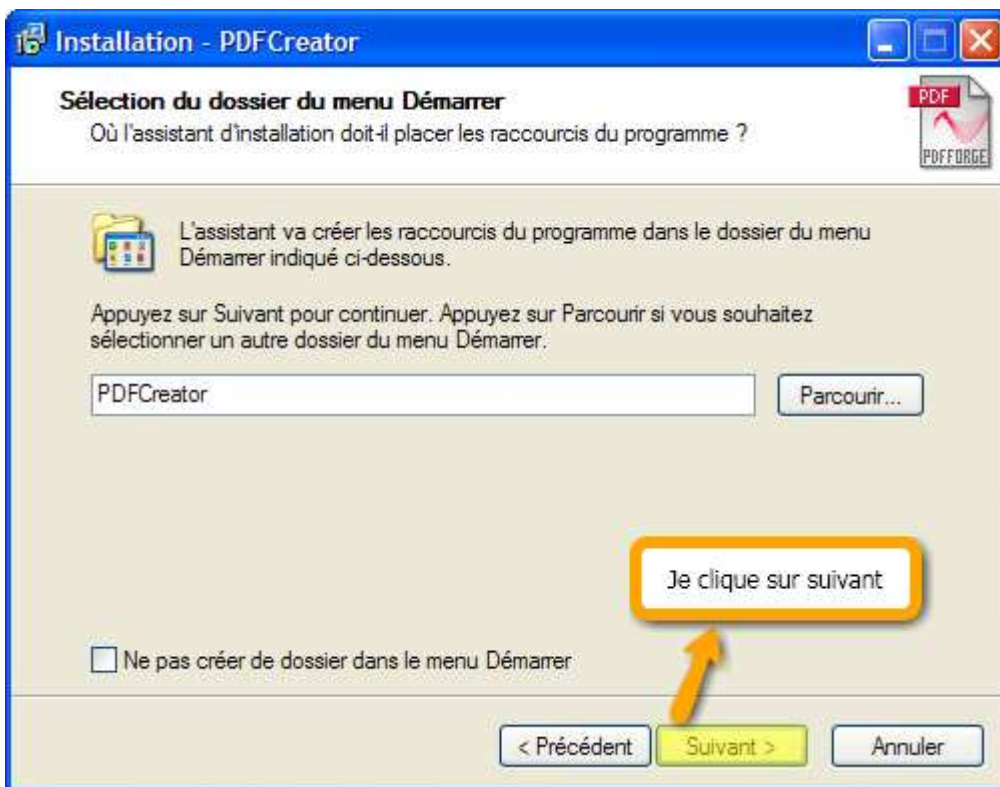 Installation - PDFCreator
Sélection du dossier du menu Démarrer
Où l'assistant d'installation doit-il placer les raccourcis du programme ?
PDF
PDFFORGE
L'assistant va créer les raccourcis du programme dans le dossier du menu
Démarrer indiqué ci-dessous.
Appuyez sur Suivant pour continuer. Appuyez sur Parcourir si vous souhaitez
sélectionner un autre dossier du menu Démarrer.
PDFCreator
Parcourir...
Je clique sur suivant
Ne pas créer de dossier dans le menu Démarrer
< Précédent
Suivant >
Annuler